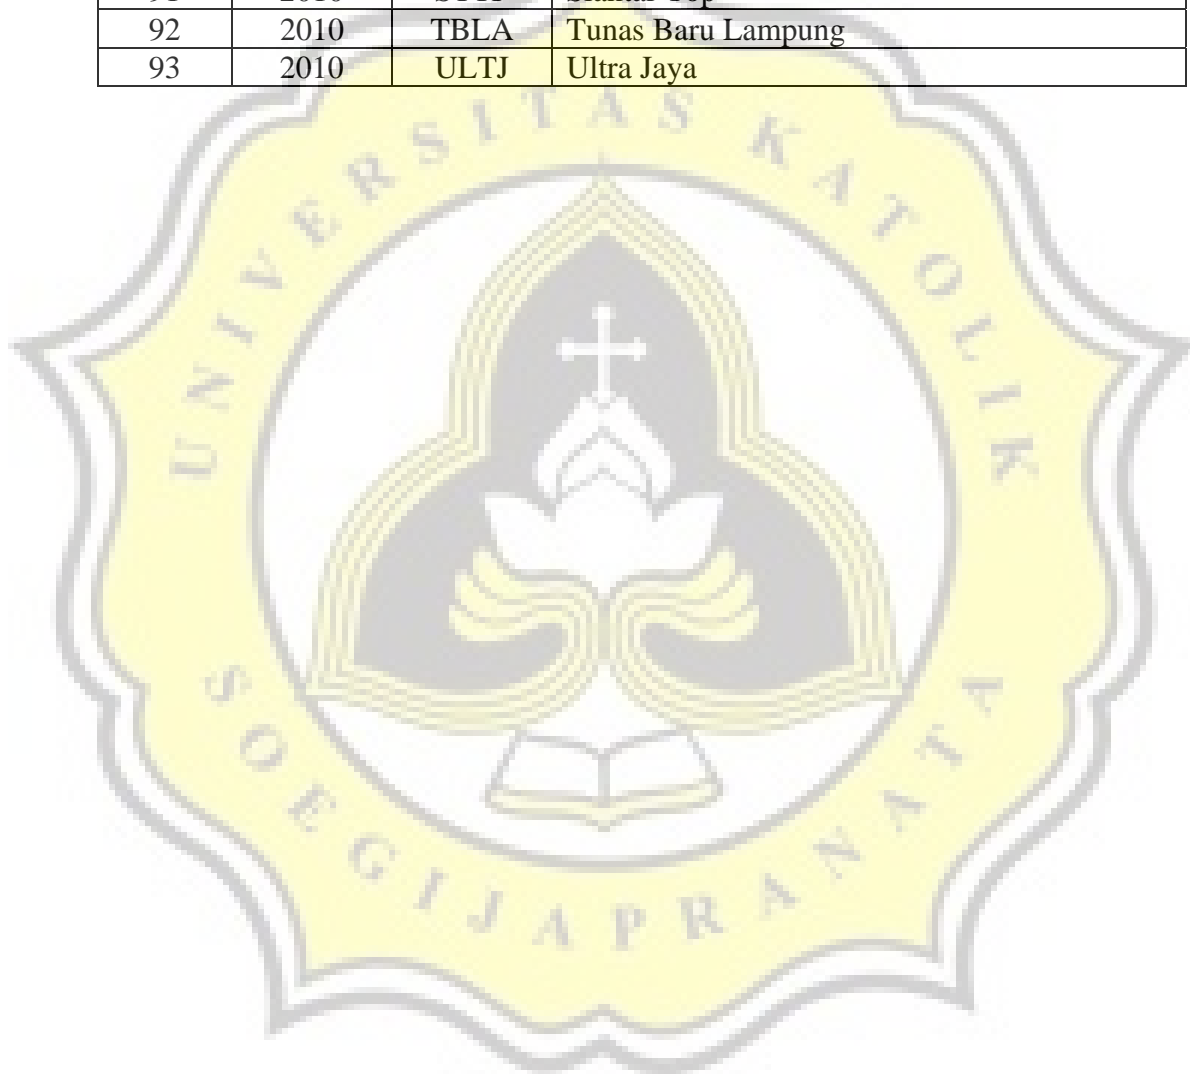 92 2010 TBLA Tunas Baru Lampung
93 2010 ULTJ Ultra Jaya
UNIVERSITAS KATOLIK
SOEGIJAPRANATA